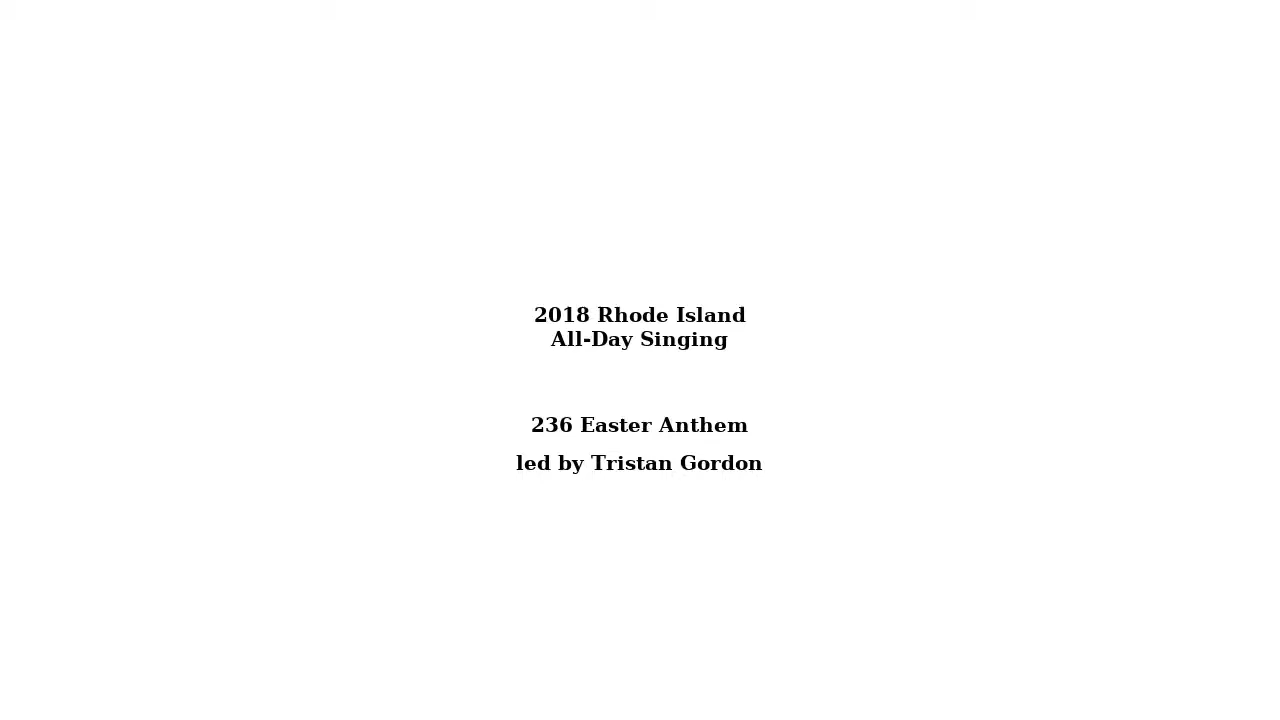 2018 Rhode Island
All-Day Singing
236 Easter Anthem
led by Tristan Gordon